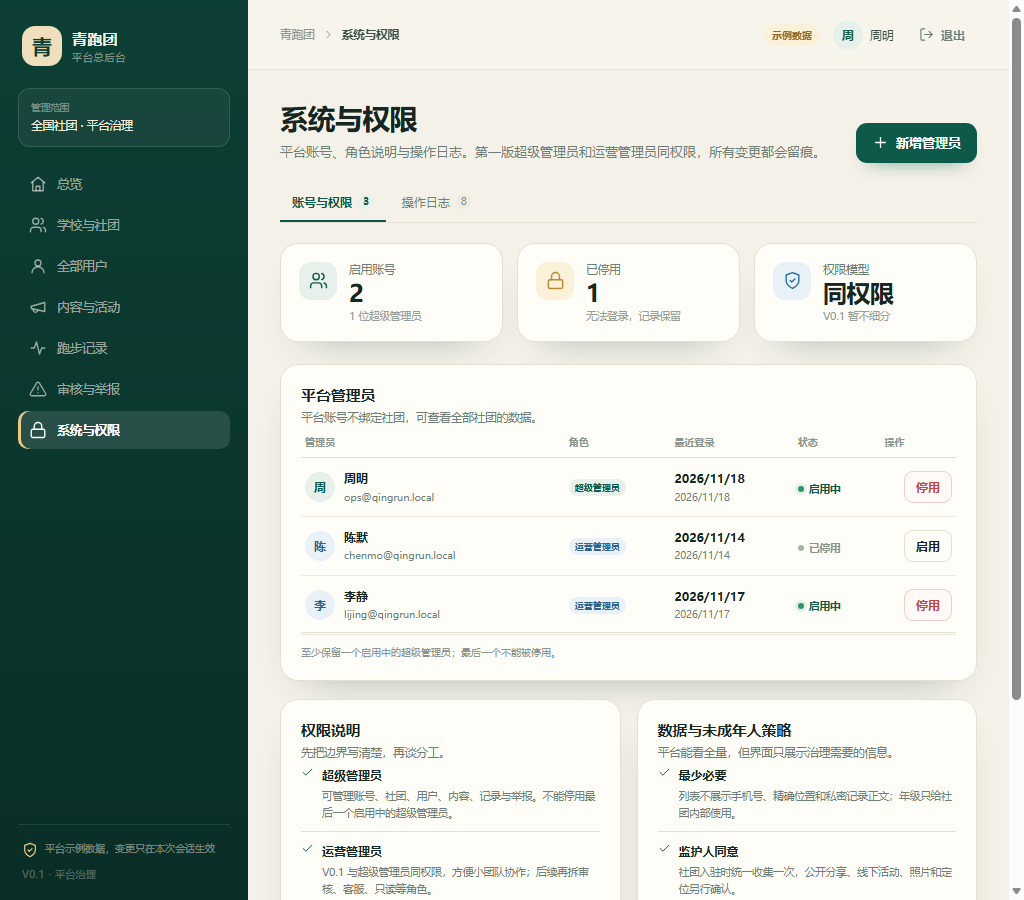 青
青跑团
平台总后台
管理范围
全国社团 · 平台治理
总览
学校与社团
全部用户
内容与活动
跑步记录
审核与举报
系统与权限
平台示例数据，变更只在本次会话生效
V0.1 · 平台治理
青跑团 > 系统与权限
示例数据
周 周明
退出
系统与权限
平台账号、角色说明与操作日志。第一版超级管理员和运营管理员同权限，所有变更都会留痕。
+ 新增管理员
账号与权限 3 操作日志 8
启用账号
2
1 位超级管理员
已停用
1
无法登录，记录保留
权限模型
同权限
V0.1 暂不细分
平台管理员
平台账号不绑定社团，可查看全部社团的数据。
管理员 角色 最近登录 状态 操作
周 周明 超级管理员 2026/11/18 启用中 停用
ops@qingrun.local 2026/11/18
陈 陈默 运营管理员 2026/11/14 已停用 启用
chenmo@qingrun.local 2026/11/14
李 李静 运营管理员 2026/11/17 启用中 停用
lijing@qingrun.local 2026/11/17
至少保留一个启用中的超级管理员；最后一个不能被停用。
权限说明
先把边界写清楚，再谈分工。
超级管理员
可管理账号、社团、用户、内容、记录与举报。不能停用最
后一个启用中的超级管理员。
运营管理员
V0.1 与超级管理员同权限，方便小团队协作；后续再拆审
核、客服、只读等角色。
数据与未成年人策略
平台能看全量，但界面只展示治理需要的信息。
最少必要
列表不展示手机号、精确位置和私密记录正文；年级只给社
团内部使用。
监护人同意
社团入驻时统一收集一次，公开分享、线下活动、照片和定
位另行确认。